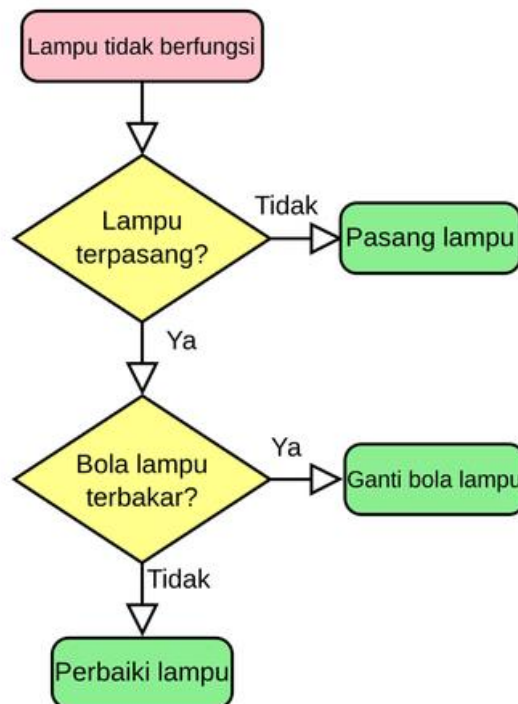 Lampu tidak berfungsi
Lampu
terpasang?
Tidak
Pasang lampu
Ya
Bola lampu
terbakar?
Ya
Ganti bola lampu
Tidak
Perbaiki lampu